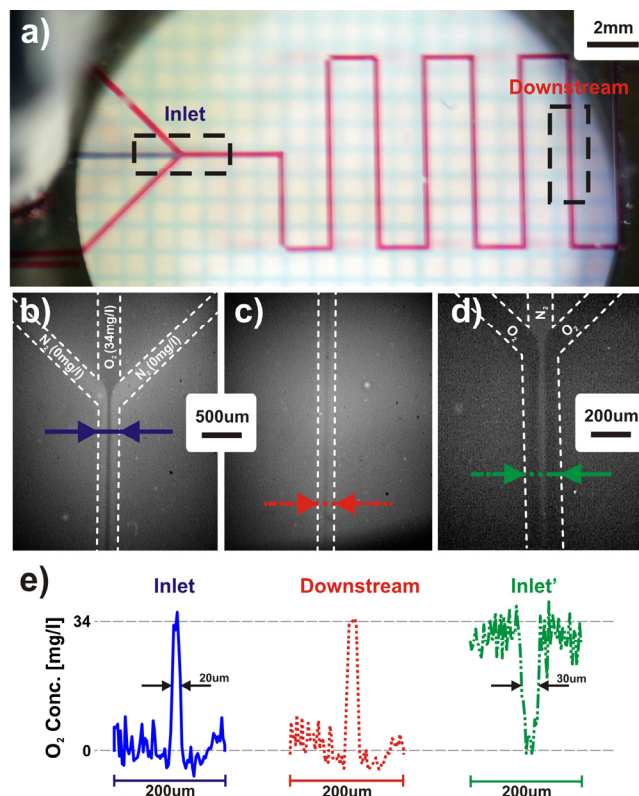 a)
2mm
Inlet
Downstream
b)
N2 (0mg/l)
O2 (34mg/l)
N2 (0mg/l)
500um
c)
d)
O2
N2
O2
200um
e)
Inlet
Downstream
Inlet'
O2 Conc. [mg/l]
34
0
20um
30um
200um
200um
200um